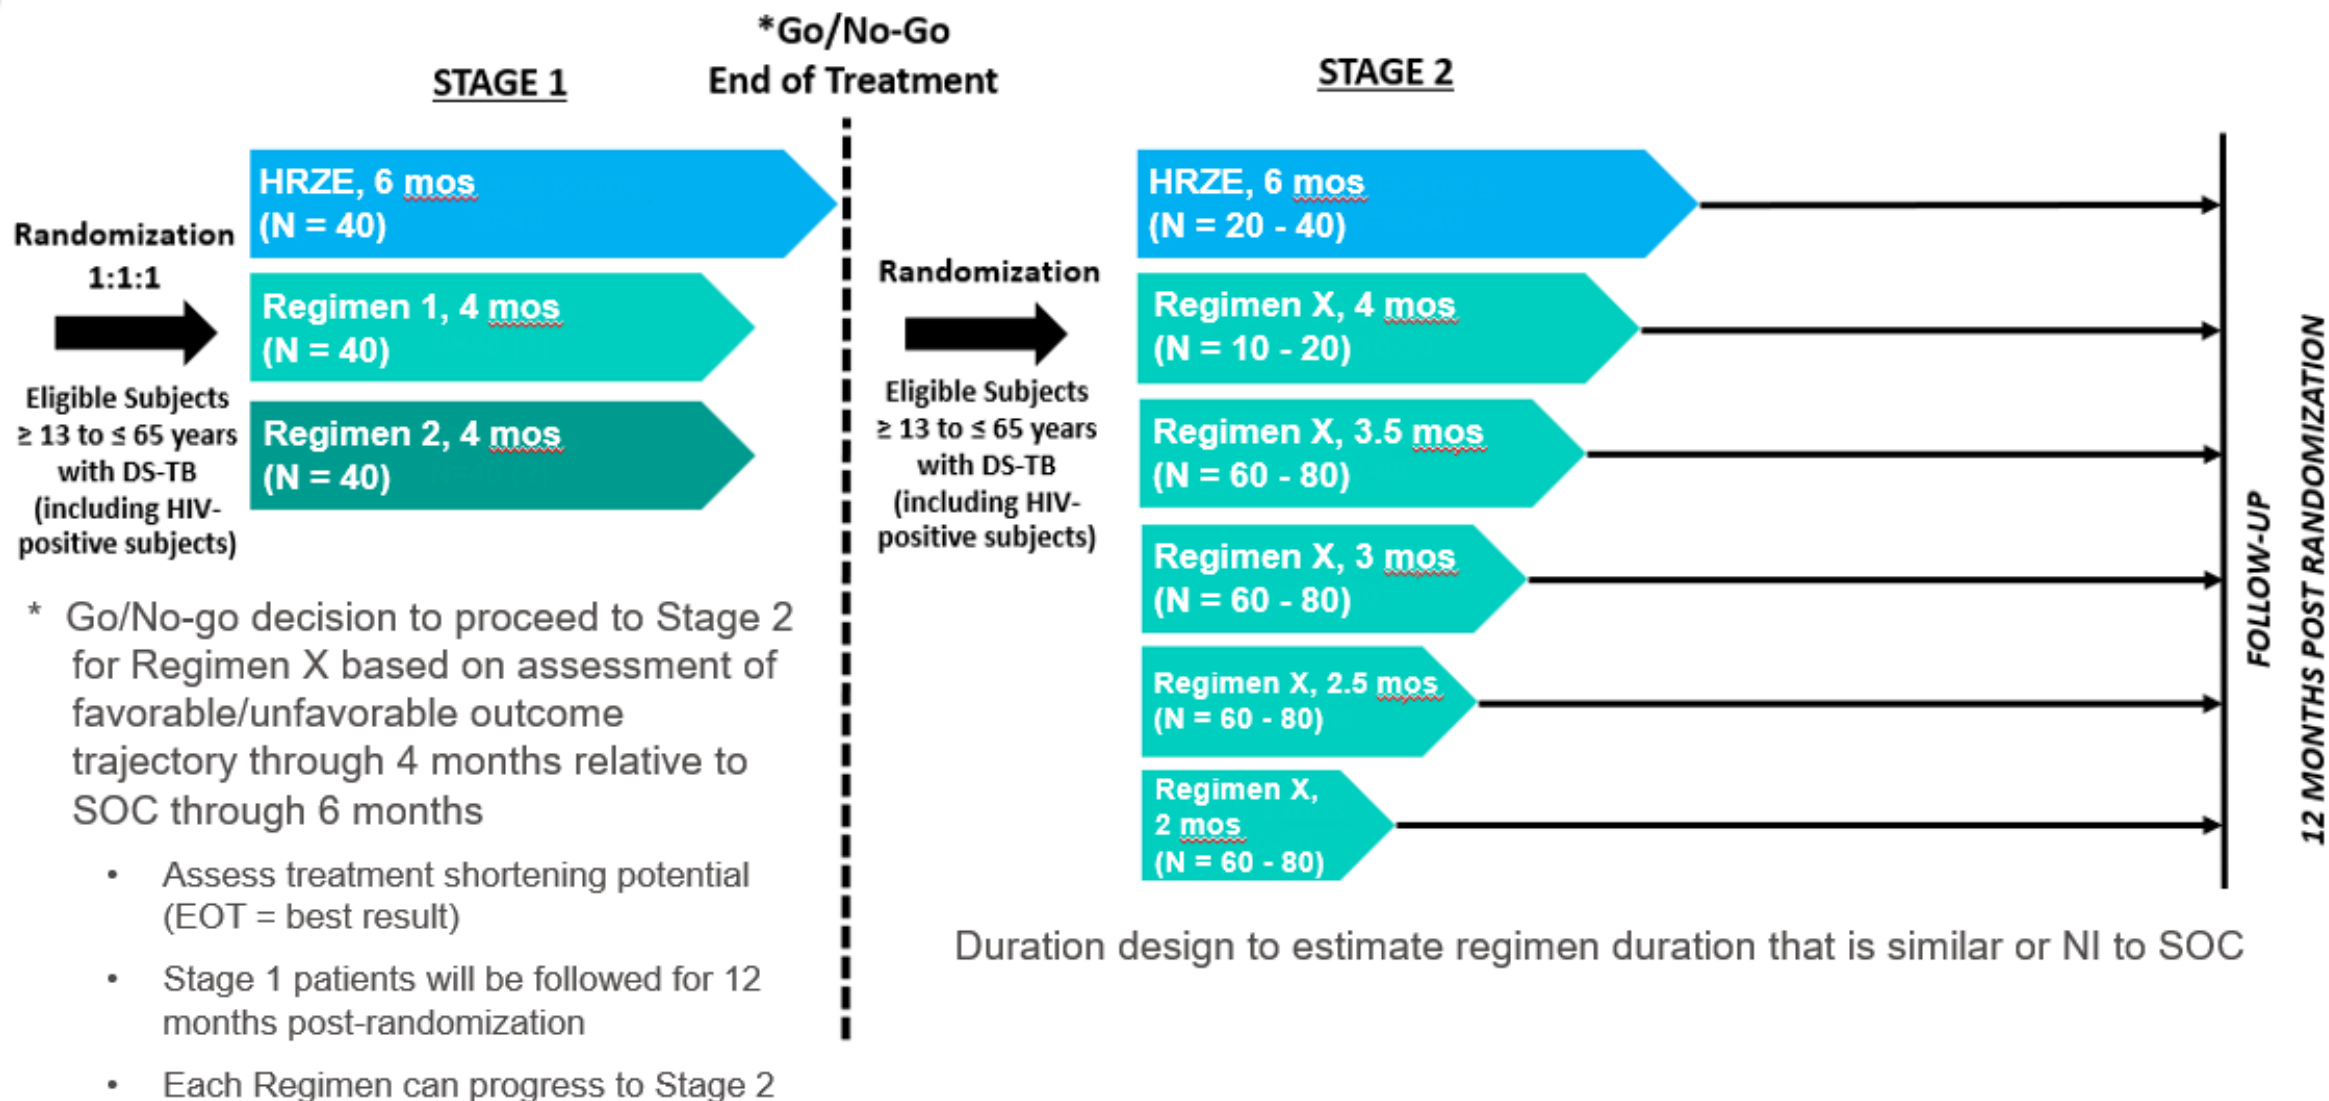 *Go/No-Go
End of Treatment
STAGE 1
STAGE 2
Randomization
1:1:1
Eligible Subjects
≥ 13 to ≤ 65 years
with DS-TB
(including HIV-
positive subjects)
HRZE, 6 mos
(N = 40)
Regimen 1, 4 mos
(N = 40)
Regimen 2, 4 mos
(N = 40)
* Go/No-go decision to proceed to Stage 2
for Regimen X based on assessment of
favorable/unfavorable outcome
trajectory through 4 months relative to
SOC through 6 months
• Assess treatment shortening potential
(EOT = best result)
• Stage 1 patients will be followed for 12
months post-randomization
• Each Regimen can progress to Stage 2
Randomization
Eligible Subjects
≥ 13 to ≤ 65 years
with DS-TB
(including HIV-
positive subjects)
HRZE, 6 mos
(N = 20 - 40)
Regimen X, 4 mos
(N = 10 - 20)
Regimen X, 3.5 mos
(N = 60 - 80)
Regimen X, 3 mos
(N = 60 - 80)
Regimen X, 2.5 mos
(N = 60 - 80)
Regimen X,
2 mos
(N = 60 - 80)
FOLLOW-UP
12 MONTHS POST RANDOMIZATION
Duration design to estimate regimen duration that is similar or NI to SOC